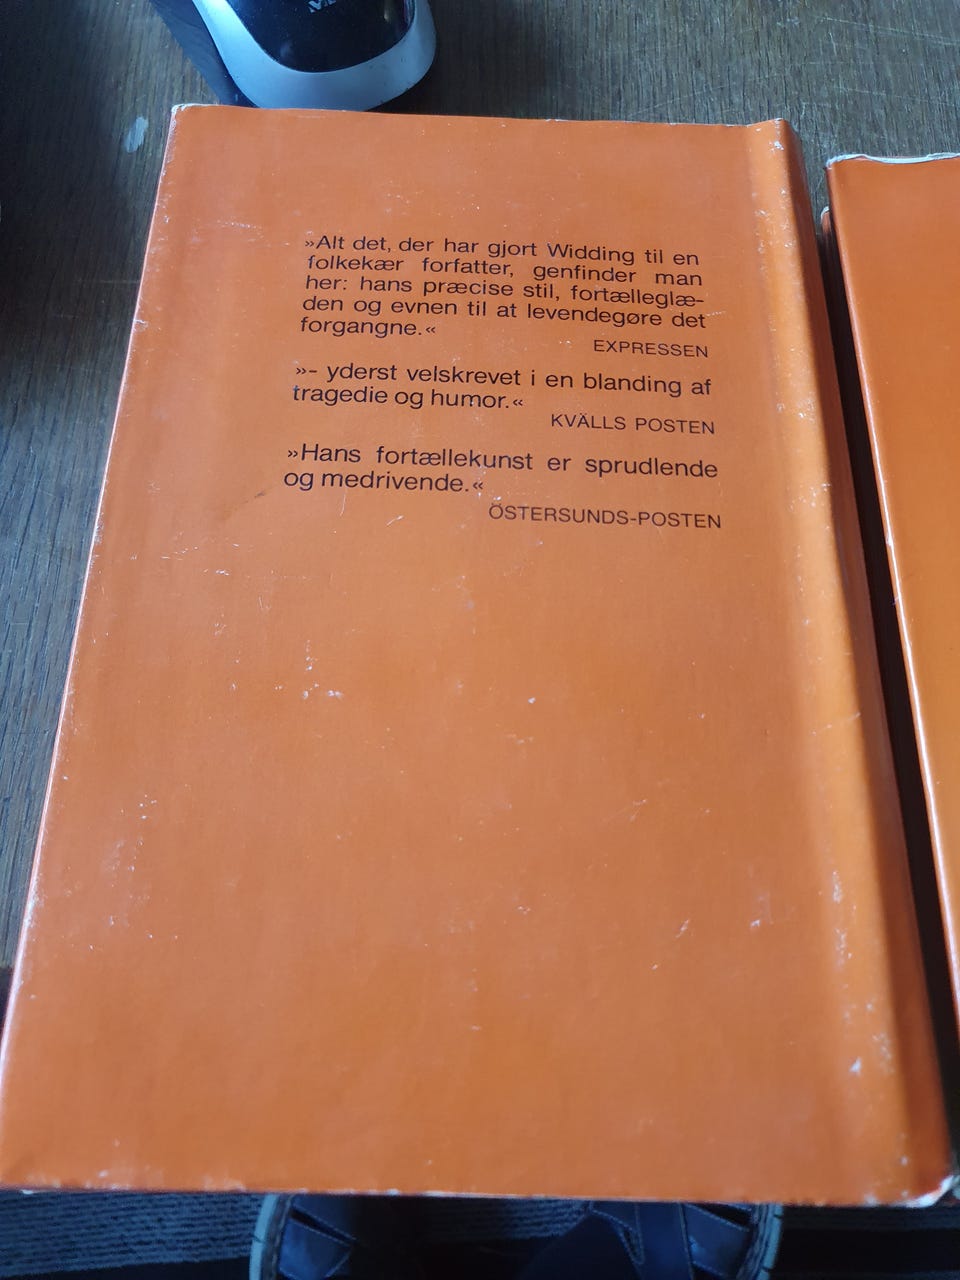 »Alt det, der har gjort Widding til en
folkekær forfatter, genfinder man
her: hans præcise stil, fortælleglæ-
den og evnen til at levendegøre det
forgangne.«
EXPRESSEN
»- yderst velskrevet i en blanding af
tragedie og humor.«
KVÄLLS POSTEN
»Hans fortællekunst er sprudlende
og medrivende.«
ÖSTERSUNDS-POSTEN